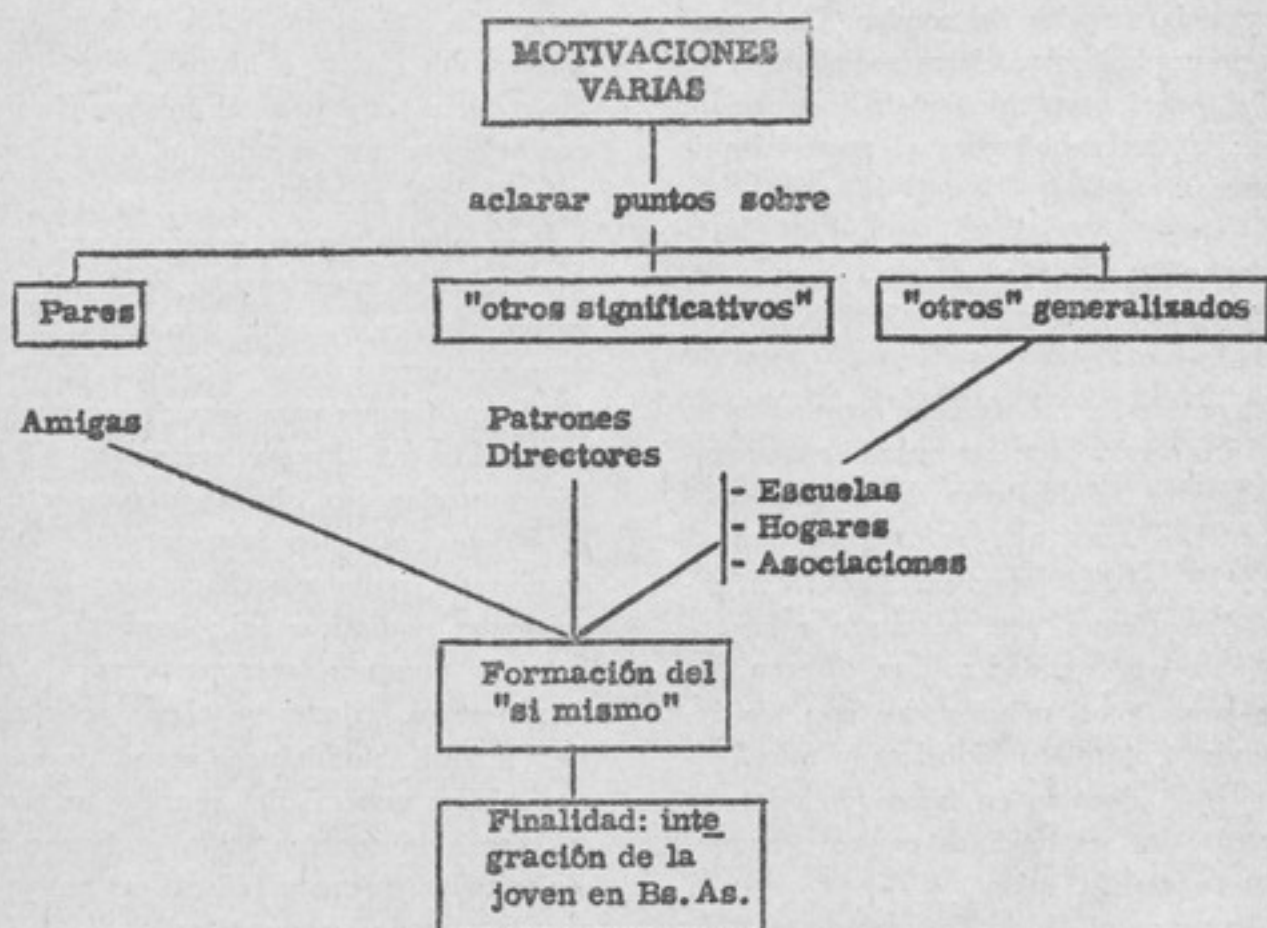 MOTIVACIONES
VARIAS
aclarar puntos sobre
Pares
"otros significativos"
"otros" generalizados
Amigas
Patrones
Directores
- Escuelas
- Hogares
- Asociaciones
Formación del
"si mismo"
Finalidad: inte
gración de la
joven en Bs. As.